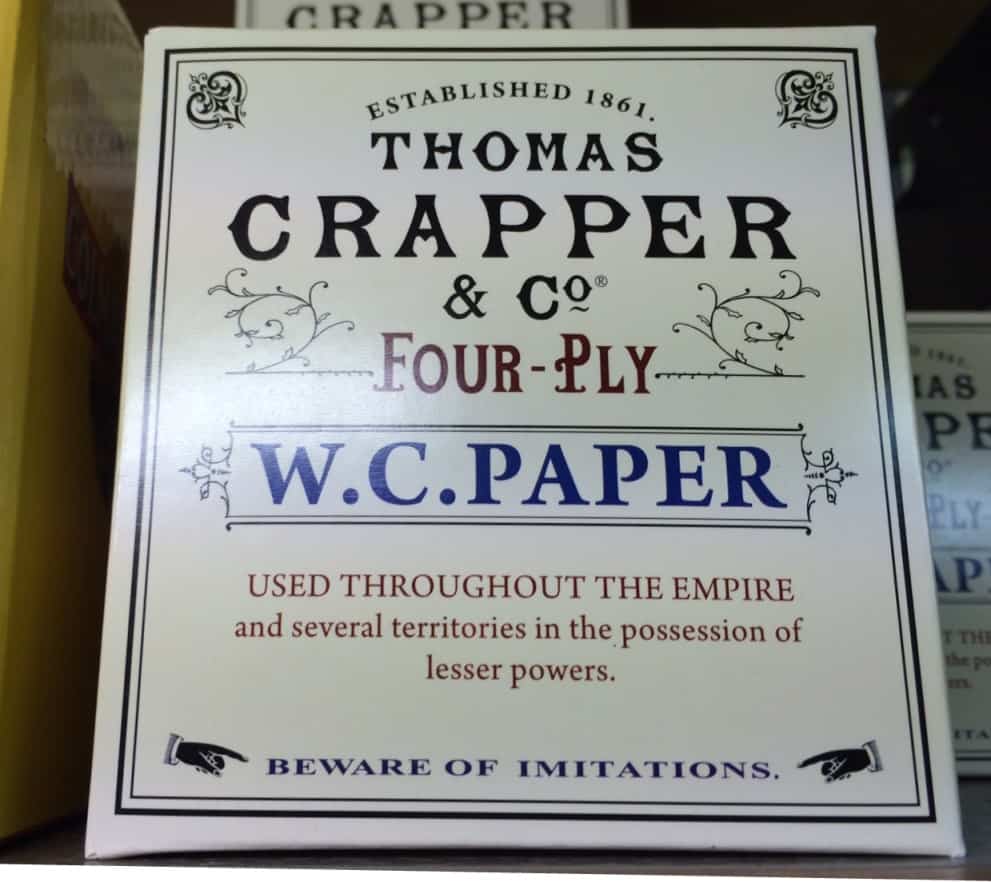 CRAPPER
ESTABLISHED 1861.
THOMAS
CRAPPER
& Cº®
FOUR-PLY
W.C.PAPER
USED THROUGHOUT THE EMPIRE
and several territories in the possession of
lesser powers.
BEWARE OF IMITATIONS.